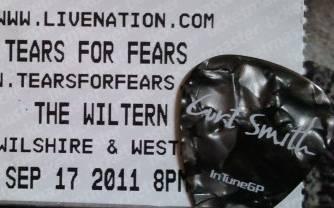 WWW.LIVENATION.COM
TEARS FOR FEARS
.TEARSFORFEARS
THE WILTERN
WILSHIRE & WEST
SEP 17 2011 8P
Curt Smith
InTuneGP